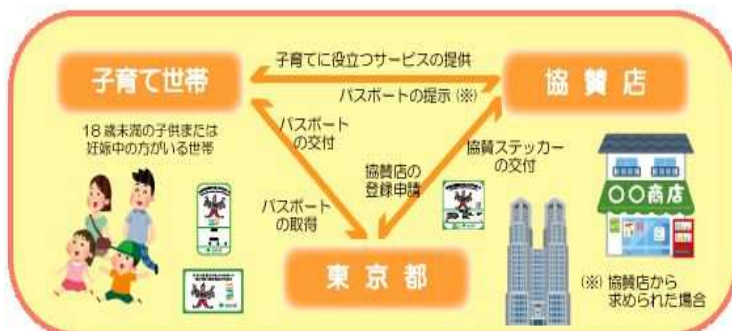 子育てに役立つサービスの提供
子育て世帯
協賛店
パスポートの提示(※)
18歳未満の子供または
妊娠中の方がいる世帯
パスポート
の交付
協賛ステッカー
の交付
協賛店の
登録申請
〇〇商店
パスポート
の取得
東京都
(※)協賛店から
求められた場合